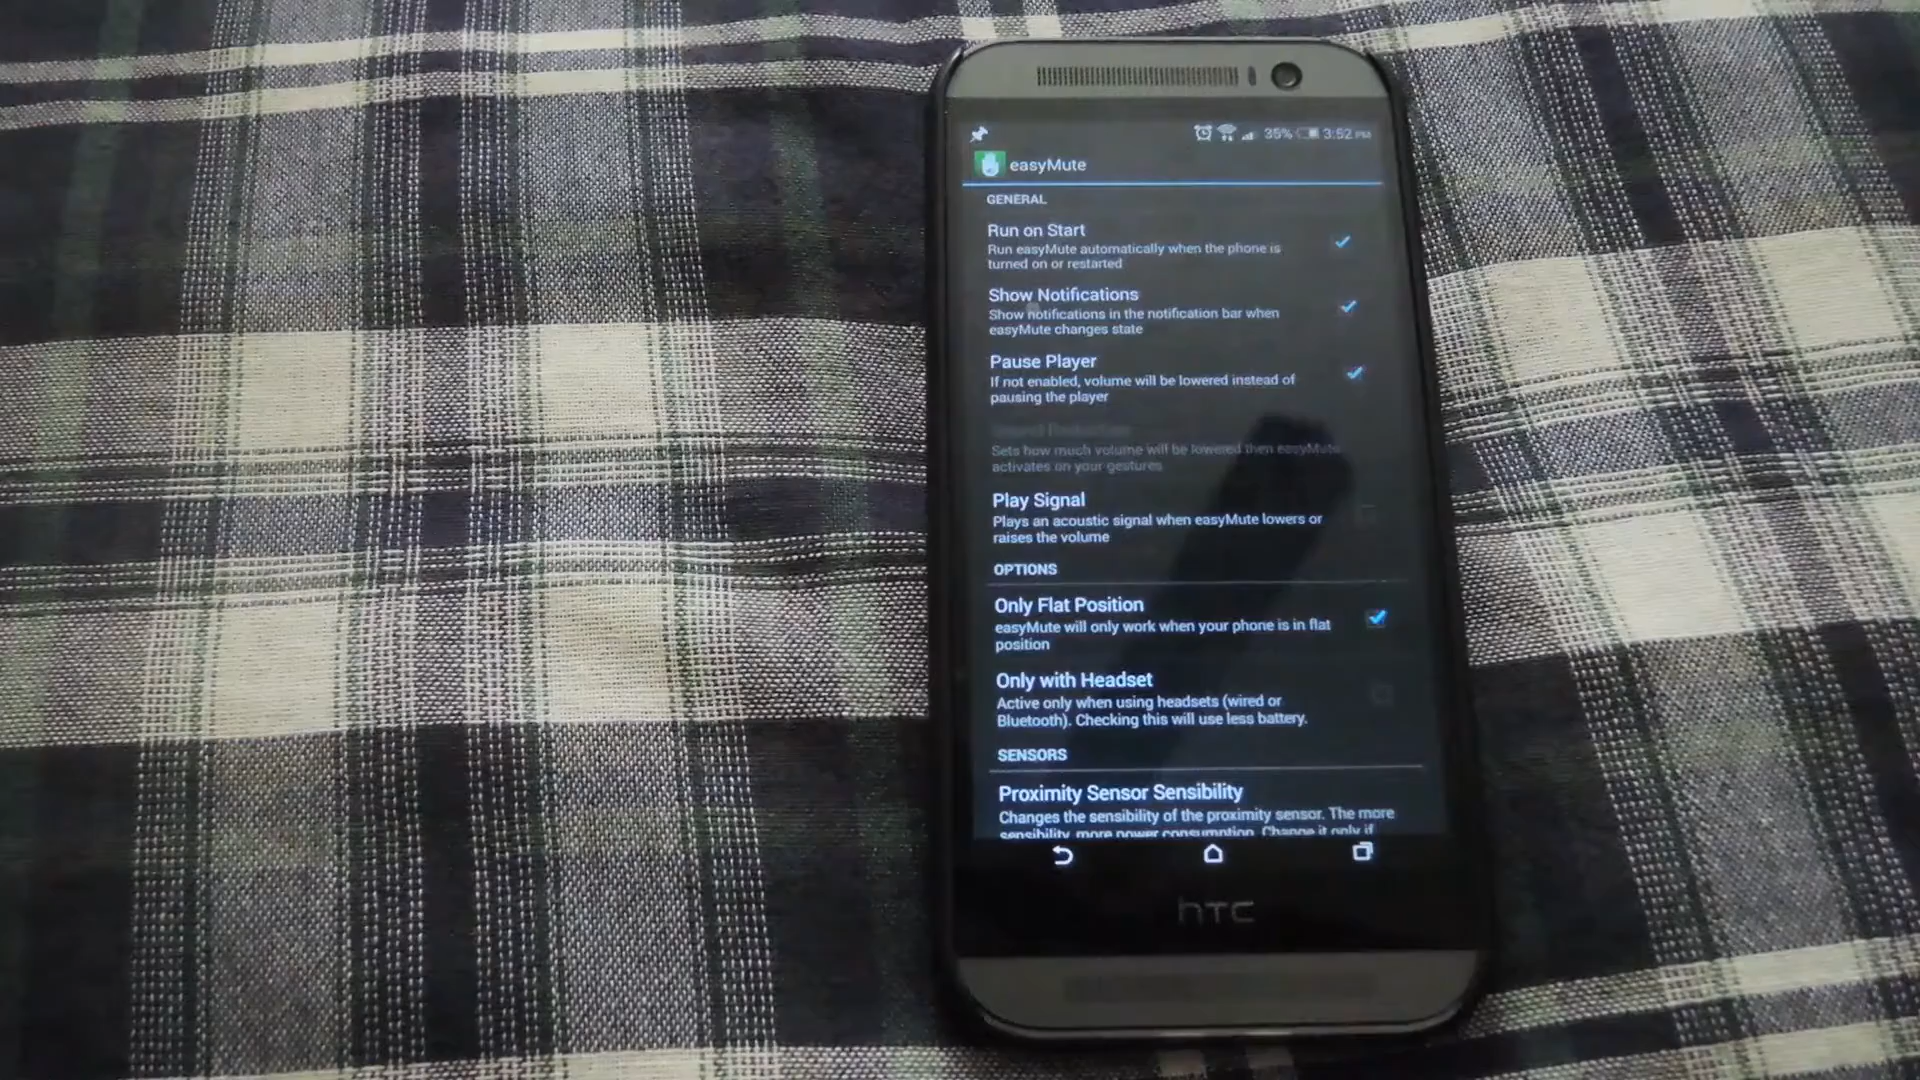 35% 3:52 PM
easyMute
GENERAL
Run on Start
Run easyMute automatically when the phone is
turned on or restarted
Show Notifications
Show notifications in the notification bar when
easyMute changes state
Pause Player
If not enabled, volume will be lowered instead of
pausing the player
Sets how much volume will be lowered then easyMute
activates on your gestures
Play Signal
Plays an acoustic signal when easyMute lowers or
raises the volume
OPTIONS
Only Flat Position
easyMute will only work when your phone is in flat
position
Only with Headset
Active only when using headsets (wired or
Bluetooth). Checking this will use less battery.
SENSORS
Proximity Sensor Sensibility
Changes the sensibility of the proximity sensor. The more
sensibility, more power consumption. Change it only if
hTC